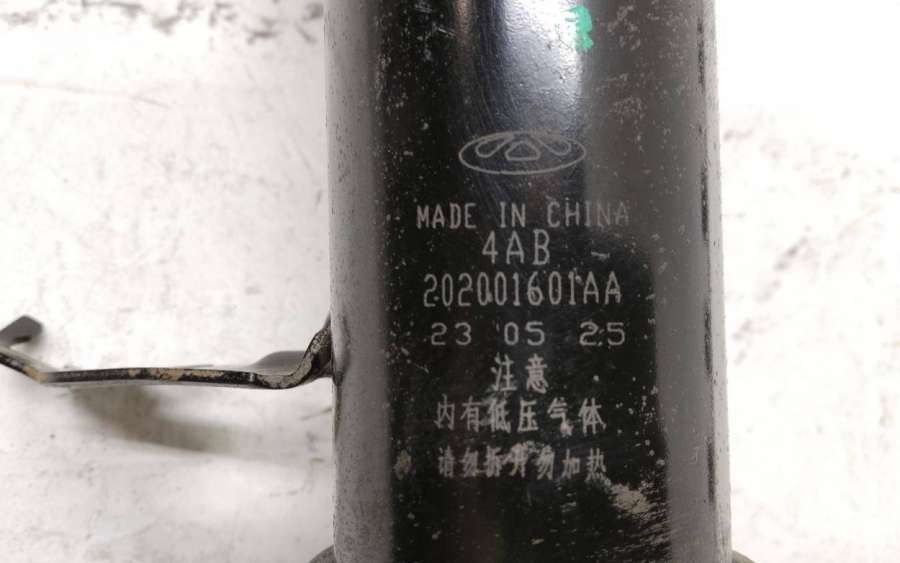 MADE IN CHINA
4AB
202001601AA
23 05 25
注意
内有低压气体
请勿拆开勿加热